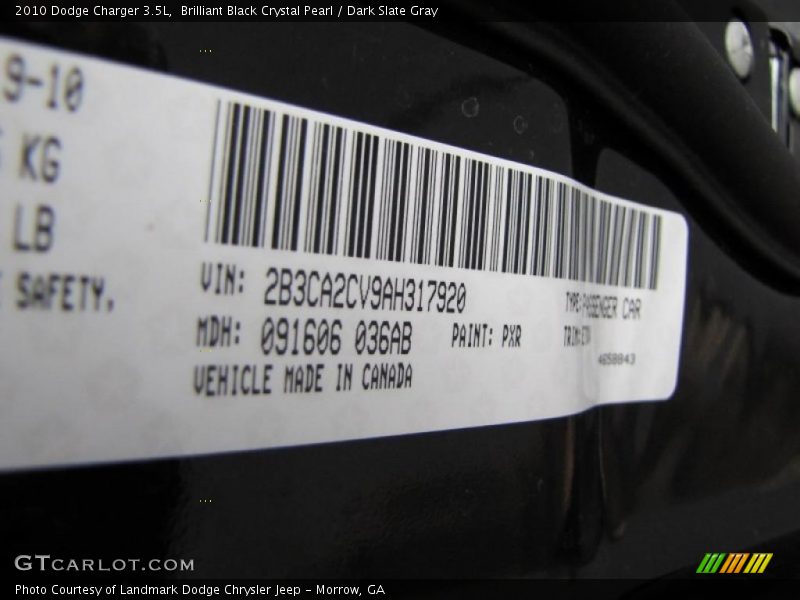 2010 Dodge Charger 3.5L,  Brilliant Black Crystal Pearl / Dark Slate Gray
9-10
KG
LB
SAFETY.
VIN: 2B3CA2CV9AH317920
TYPE: PASSENGER CAR
MDH: 091606 036AB
PAINT: PXR
TRIM:
4658843
VEHICLE MADE IN CANADA
GTCARLOT.COM
Photo Courtesy of Landmark Dodge Chrysler Jeep - Morrow, GA